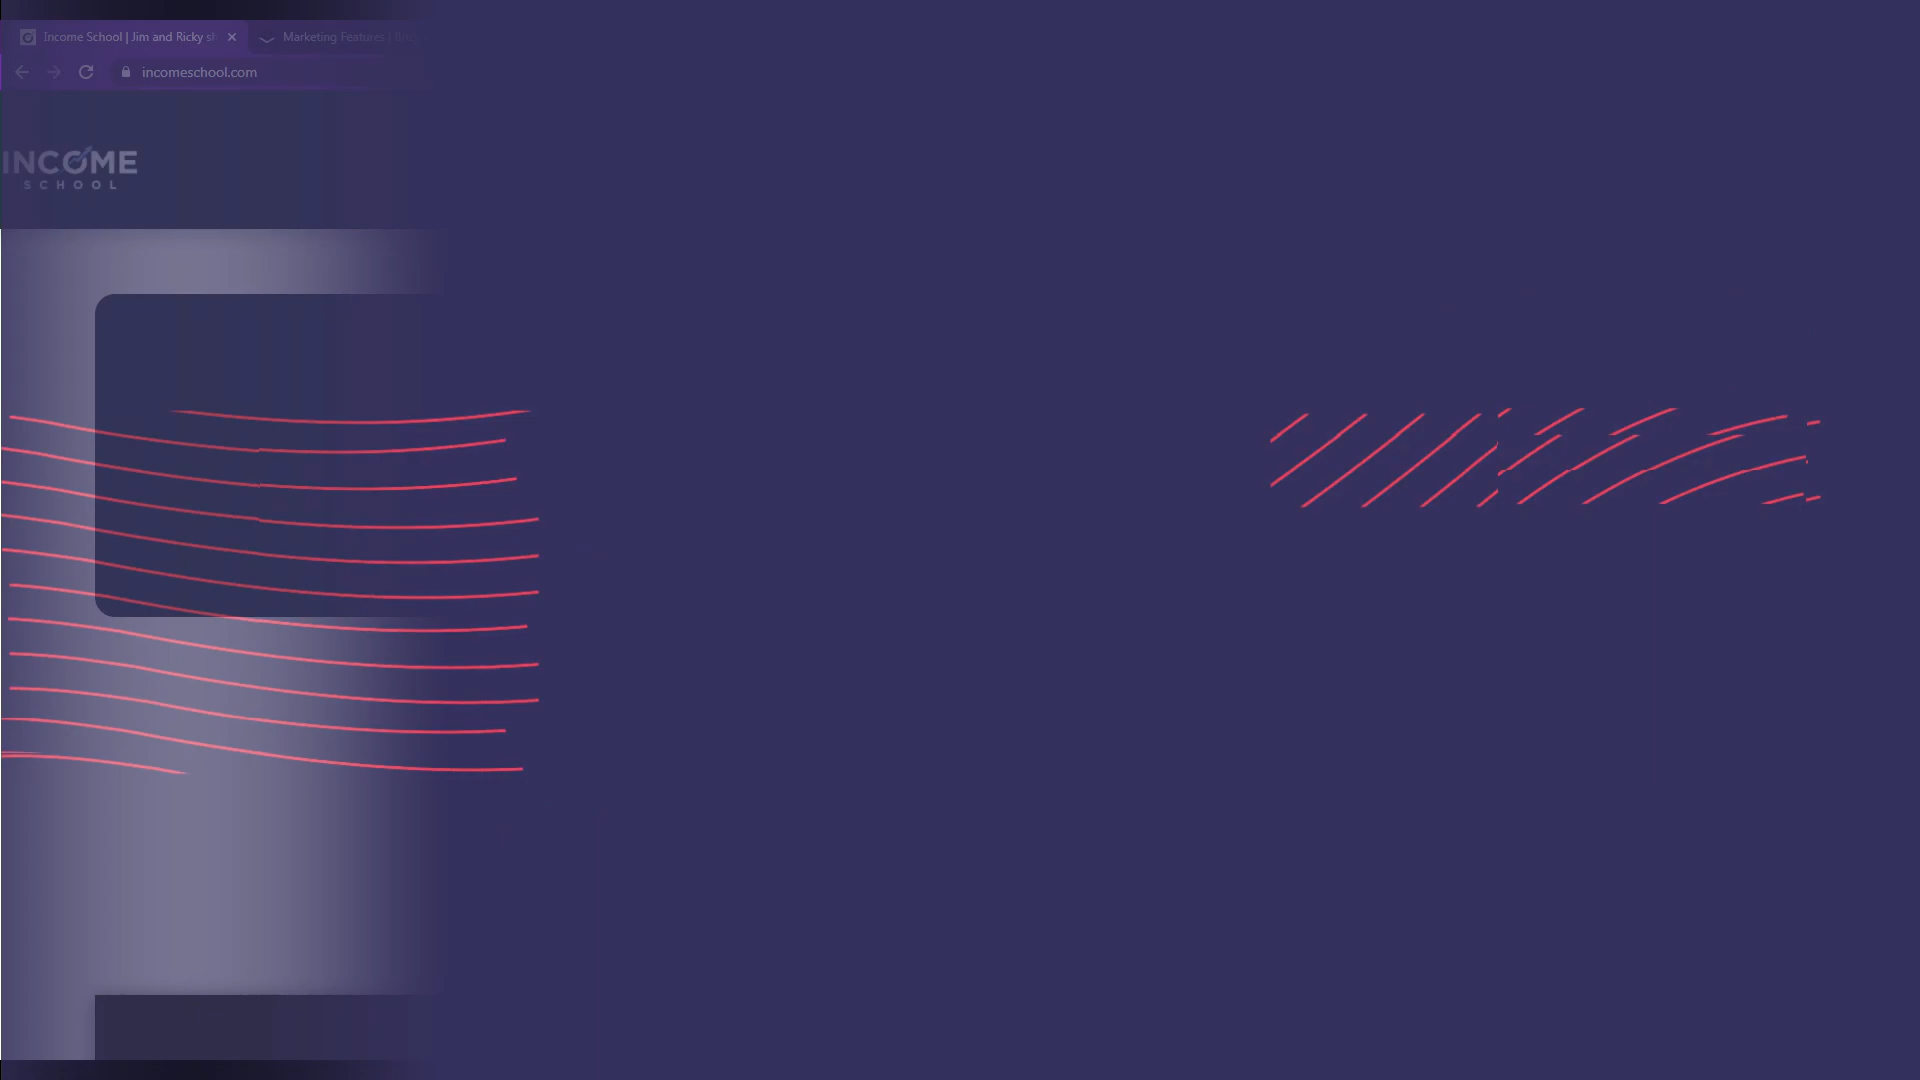 Income School | Jim and Ricky sh
Marketing Features |
incomeschool.com
INCOME
SCHOOL